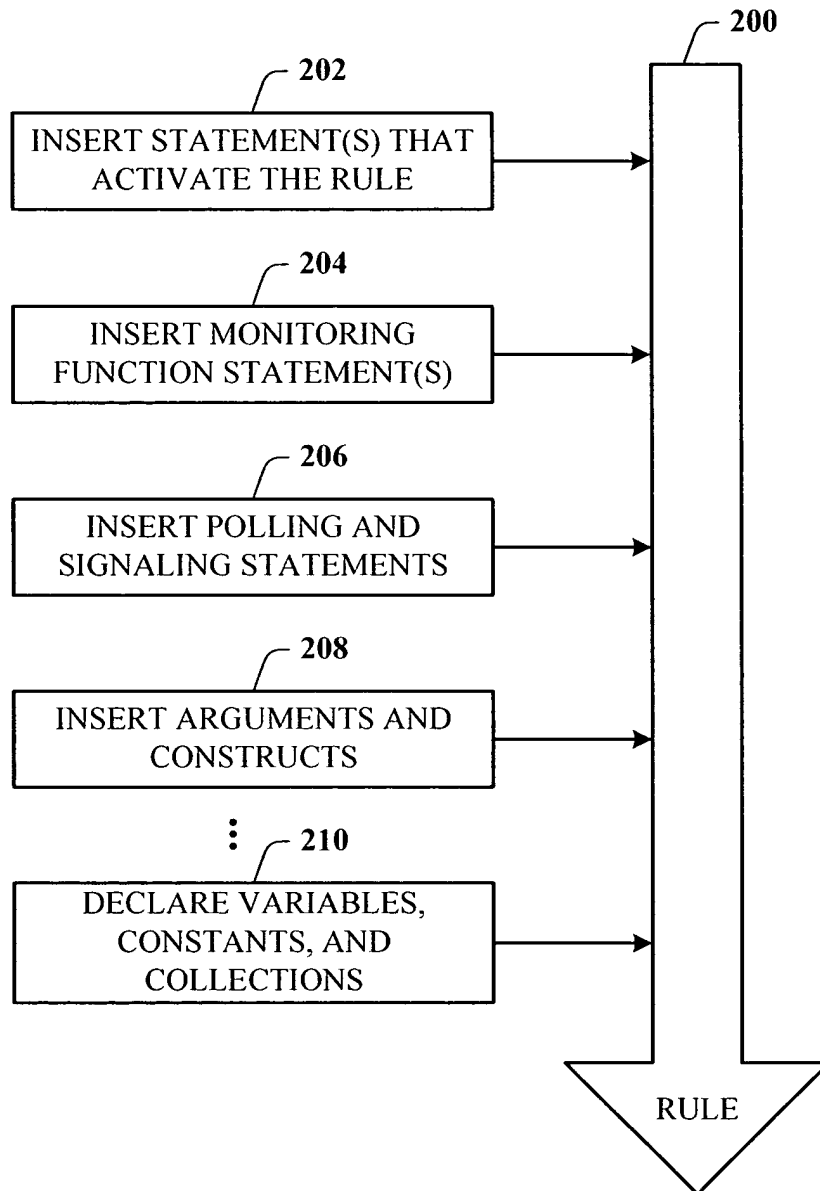 200
202
INSERT STATEMENT(S) THAT
ACTIVATE THE RULE
204
INSERT MONITORING
FUNCTION STATEMENT(S)
206
INSERT POLLING AND
SIGNALING STATEMENTS
208
INSERT ARGUMENTS AND
CONSTRUCTS
210
DECLARE VARIABLES,
CONSTANTS, AND
COLLECTIONS
RULE